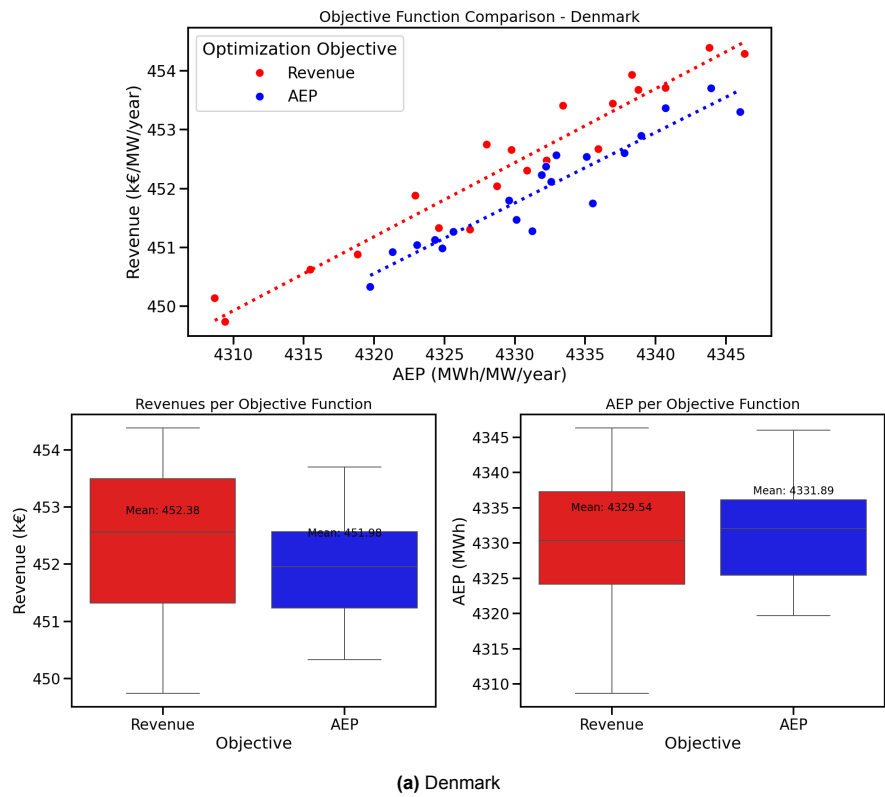 Objective Function Comparison - Denmark
Optimization Objective
Revenue
AEP
Revenue (k€/MW/year)
454
453
452
451
450
4310 4315 4320 4325 4330 4335 4340 4345
AEP (MWh/MW/year)
Revenues per Objective Function
Revenue (k€)
454
453
452
451
450
Mean: 452.38
Mean: 451.98
Revenue AEP
Objective
AEP per Objective Function
AEP (MWh)
4345
4340
4335
4330
4325
4320
4315
4310
Mean: 4329.54
Mean: 4331.89
Revenue AEP
Objective
(a) Denmark